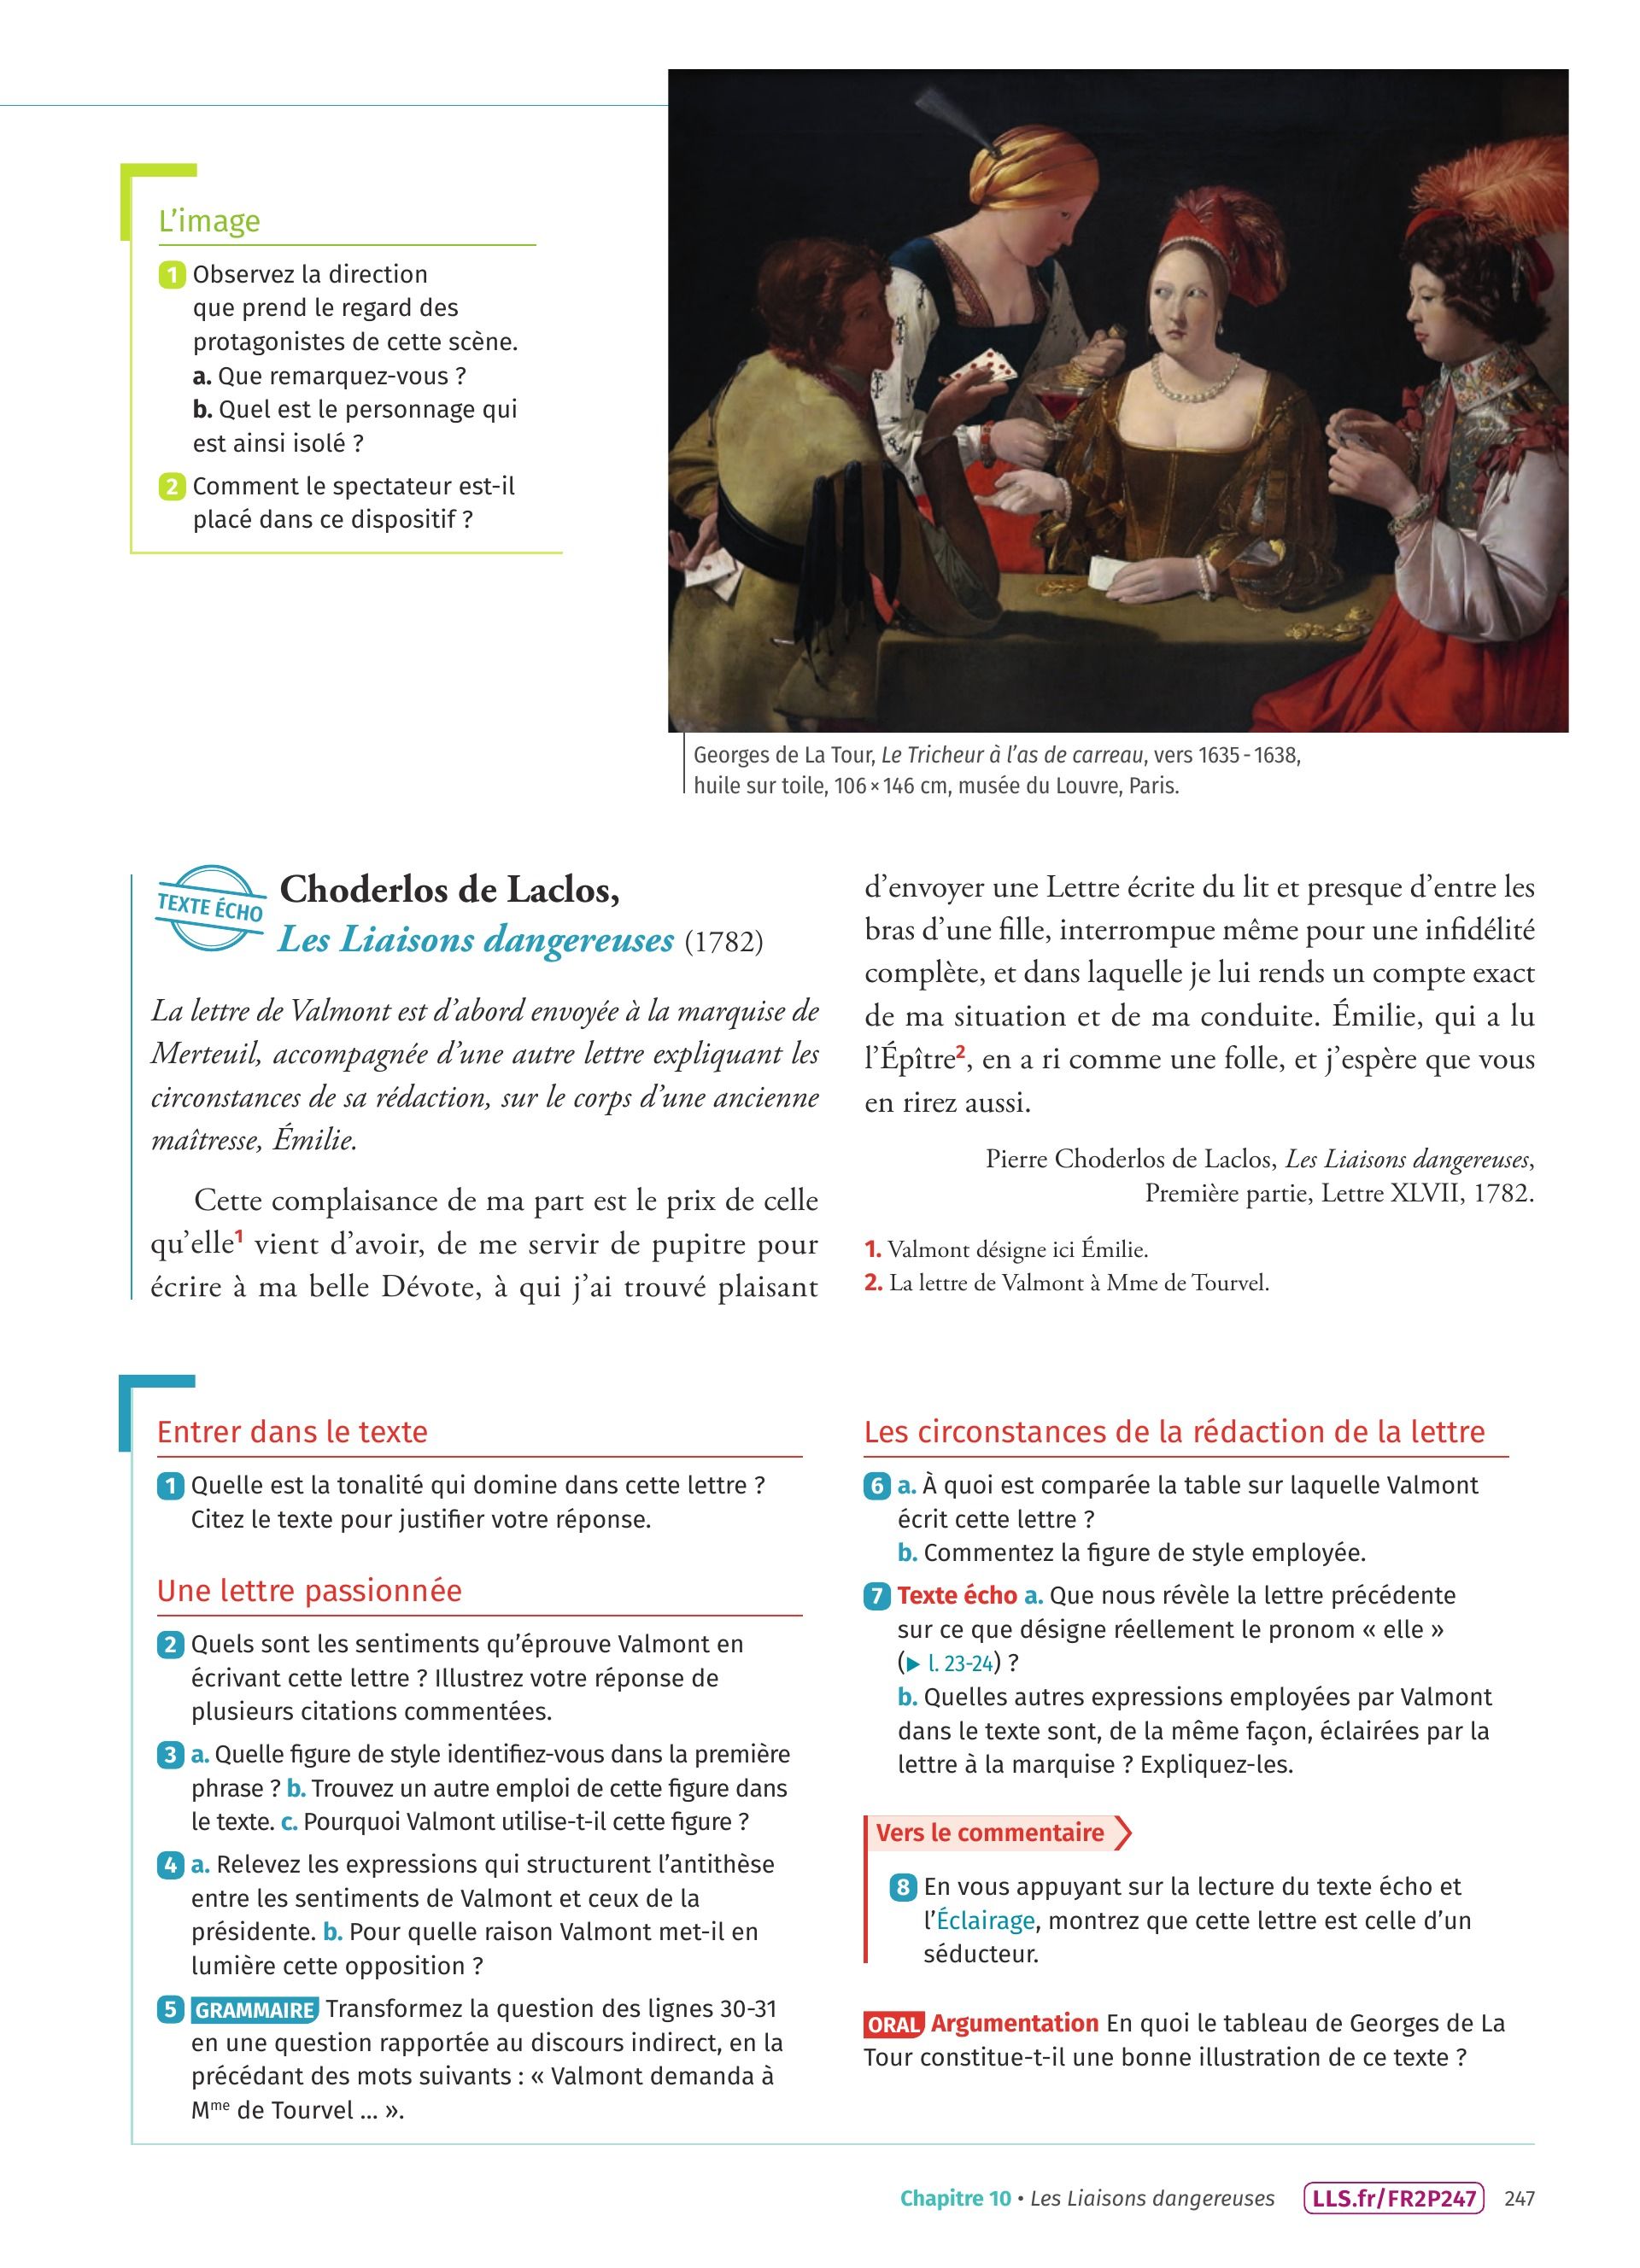 L’image
1 Observez la direction
que prend le regard des
protagonistes de cette scène.
a. Que remarquez-vous ?
b. Quel est le personnage qui
est ainsi isolé ?
2 Comment le spectateur est-il
placé dans ce dispositif ?
Georges de La Tour, Le Tricheur à l’as de carreau, vers 1635 - 1638,
huile sur toile, 106 × 146 cm, musée du Louvre, Paris.
TEXTE ÉCHO
Choderlos de Laclos,
Les Liaisons dangereuses (1782)
La lettre de Valmont est d’abord envoyée à la marquise de
Merteuil, accompagnée d’une autre lettre expliquant les
circonstances de sa rédaction, sur le corps d’une ancienne
maîtresse, Émilie.
Cette complaisance de ma part est le prix de celle
qu’elle1 vient d’avoir, de me servir de pupitre pour
écrire à ma belle Dévote, à qui j’ai trouvé plaisant
d’envoyer une Lettre écrite du lit et presque d’entre les
bras d’une fille, interrompue même pour une infidélité
complète, et dans laquelle je lui rends un compte exact
de ma situation et de ma conduite. Émilie, qui a lu
l’Épître2, en a ri comme une folle, et j’espère que vous
en rirez aussi.
Pierre Choderlos de Laclos, Les Liaisons dangereuses,
Première partie, Lettre XLVII, 1782.
1. Valmont désigne ici Émilie.
2. La lettre de Valmont à Mme de Tourvel.
Entrer dans le texte
1 Quelle est la tonalité qui domine dans cette lettre ?
Citez le texte pour justifier votre réponse.
Une lettre passionnée
2 Quels sont les sentiments qu’éprouve Valmont en
écrivant cette lettre ? Illustrez votre réponse de
plusieurs citations commentées.
3 a. Quelle figure de style identifiez-vous dans la première
phrase ? b. Trouvez un autre emploi de cette figure dans
le texte. c. Pourquoi Valmont utilise-t-il cette figure ?
4 a. Relevez les expressions qui structurent l’antithèse
entre les sentiments de Valmont et ceux de la
présidente. b. Pour quelle raison Valmont met-il en
lumière cette opposition ?
5 GRAMMAIRE Transformez la question des lignes 30-31
en une question rapportée au discours indirect, en la
précédant des mots suivants : « Valmont demanda à
Mme de Tourvel ... ».
Les circonstances de la rédaction de la lettre
6 a. À quoi est comparée la table sur laquelle Valmont
écrit cette lettre ?
b. Commentez la figure de style employée.
7 Texte écho a. Que nous révèle la lettre précédente
sur ce que désigne réellement le pronom « elle »
(▶ l. 23-24) ?
b. Quelles autres expressions employées par Valmont
dans le texte sont, de la même façon, éclairées par la
lettre à la marquise ? Expliquez-les.
Vers le commentaire
8 En vous appuyant sur la lecture du texte écho et
l’Éclairage, montrez que cette lettre est celle d’un
séducteur.
ORAL Argumentation En quoi le tableau de Georges de La
Tour constitue-t-il une bonne illustration de ce texte ?
Chapitre 10 • Les Liaisons dangereuses LLS.fr/FR2P247 247